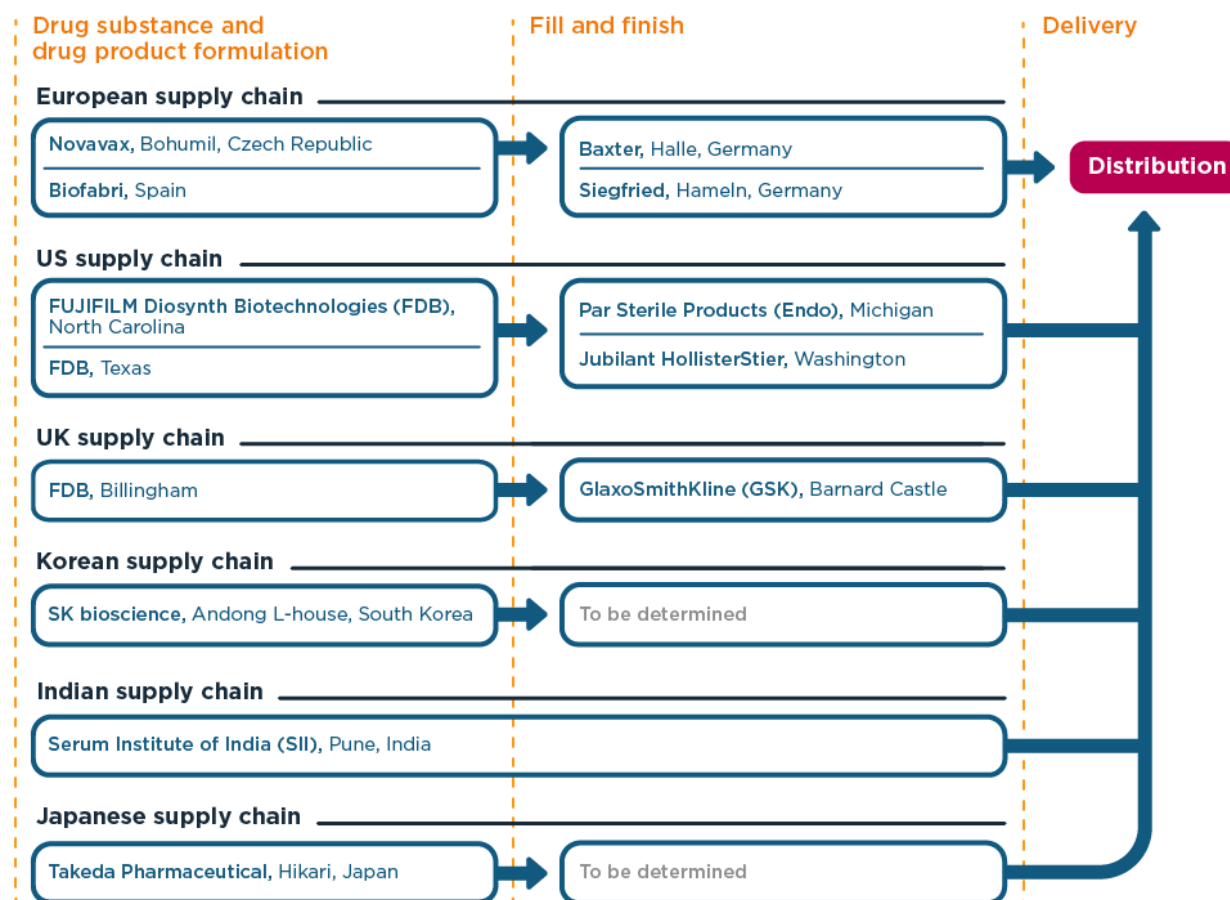 Drug substance and
drug product formulation
Fill and finish
Delivery
European supply chain
Novavax, Bohumil, Czech Republic
Biofabri, Spain
Baxter, Halle, Germany
Siegfried, Hameln, Germany
Distribution
US supply chain
FUJIFILM Diosynth Biotechnologies (FDB),
North Carolina
FDB, Texas
Par Sterile Products (Endo), Michigan
Jubilant HollisterStier, Washington
UK supply chain
FDB, Billingham
GlaxoSmithKline (GSK), Barnard Castle
Korean supply chain
SK bioscience, Andong L-house, South Korea
To be determined
Indian supply chain
Serum Institute of India (SII), Pune, India
Japanese supply chain
Takeda Pharmaceutical, Hikari, Japan
To be determined